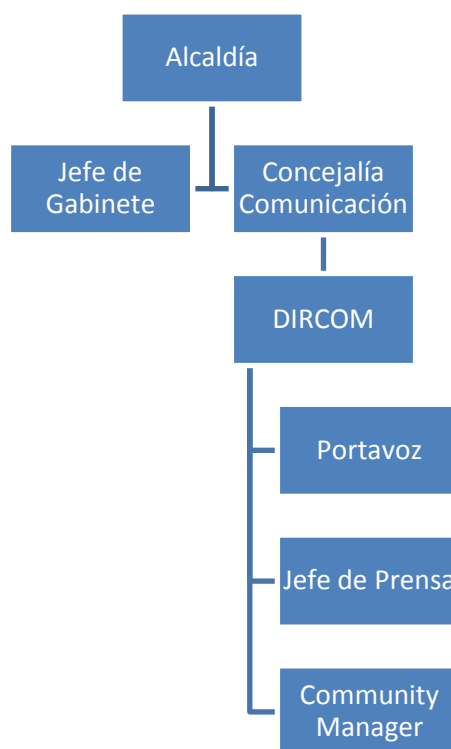 Alcaldía
Jefe de
Gabinete
Concejalía
Comunicación
DIRCOM
Portavoz
Jefe de Prensa
Community
Manager